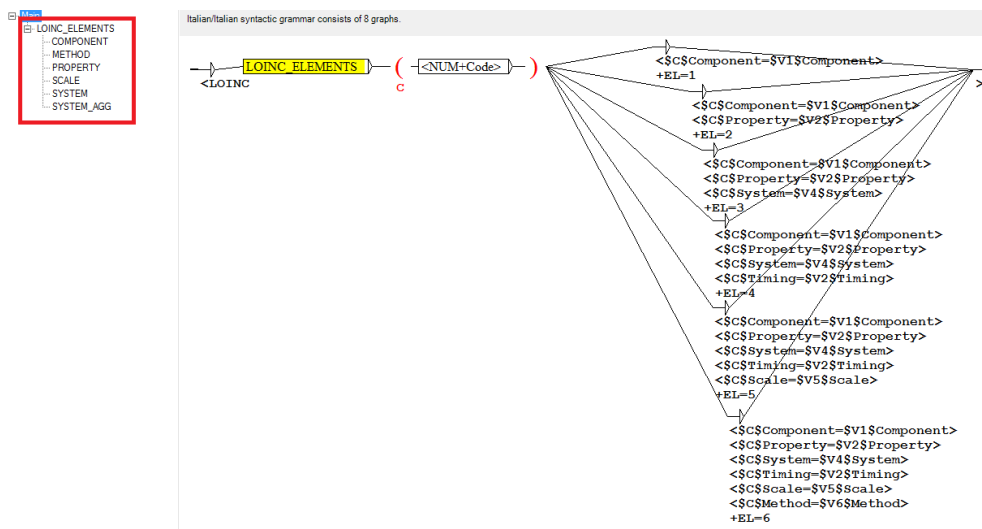 Main
LOINC_ELEMENTS
COMPONENT
METHOD
PROPERTY
SCALE
SYSTEM
SYSTEM_AGG
Italian/Italian syntactic grammar consists of 8 graphs.
LOINC_ELEMENTS
( <NUM+Code> )
<LOINC
C
<$C$Component=$V1$Component>
+EL=1
>
<$C$Component=$V1$Component>
<$C$Property=$V2$Property>
+EL=2
<$C$Component=$V1$Component>
<$C$Property=$V2$Property>
<$C$System=$V4$System>
+EL=3
<$C$Component=$V1$Component>
<$C$Property=$V2$Property>
<$C$System=$V4$System>
<$C$Timing=$V2$Timing>
+EL=4
<$C$Component=$V1$Component>
<$C$Property=$V2$Property>
<$C$System=$V4$System>
<$C$Timing=$V2$Timing>
<$C$Scale=$V5$Scale>
+EL=5
<$C$Component=$V1$Component>
<$C$Property=$V2$Property>
<$C$System=$V4$System>
<$C$Timing=$V2$Timing>
<$C$Scale=$V5$Scale>
<$C$Method=$V6$Method>
+EL=6